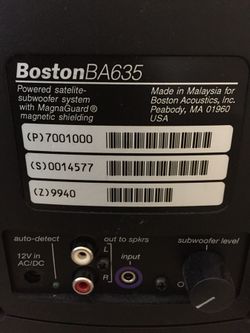 BostonBA635
Powered satelite-
subwoofer system
with MagnaGuard®
magnetic shielding
Made in Malaysia for
Boston Acoustics, Inc.
Peabody, MA 01960
USA
(P)7001000
(S)0014577
(Z)9940
auto-detect
out to spkrs
subwoofer level
12V in
AC/DC
L
R
input
O